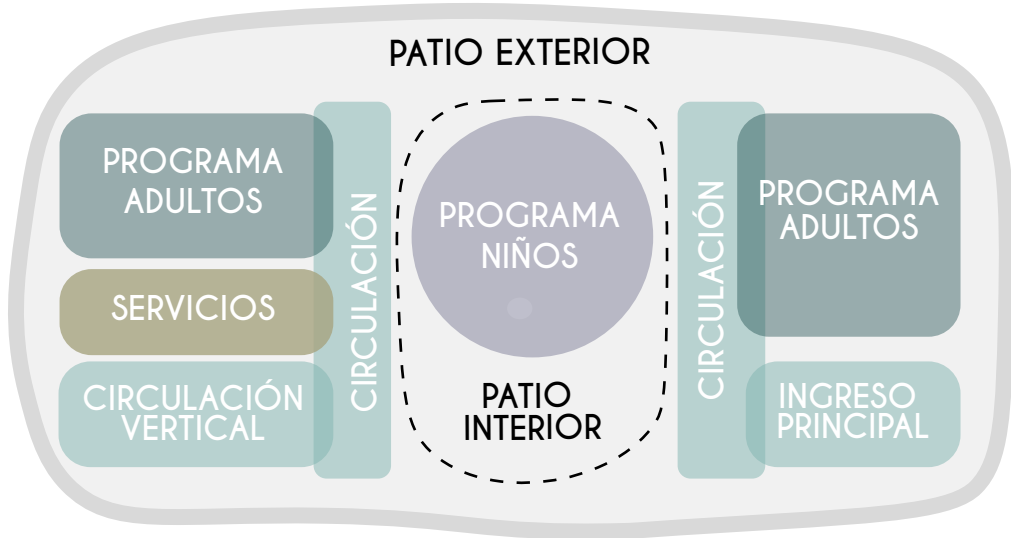 PATIO EXTERIOR
PROGRAMA
ADULTOS
SERVICIOS
CIRCULACIÓN
VERTICAL
CIRCULACIÓN
PROGRAMA
NIÑOS
PATIO
INTERIOR
CIRCULACIÓN
PROGRAMA
ADULTOS
INGRESO
PRINCIPAL